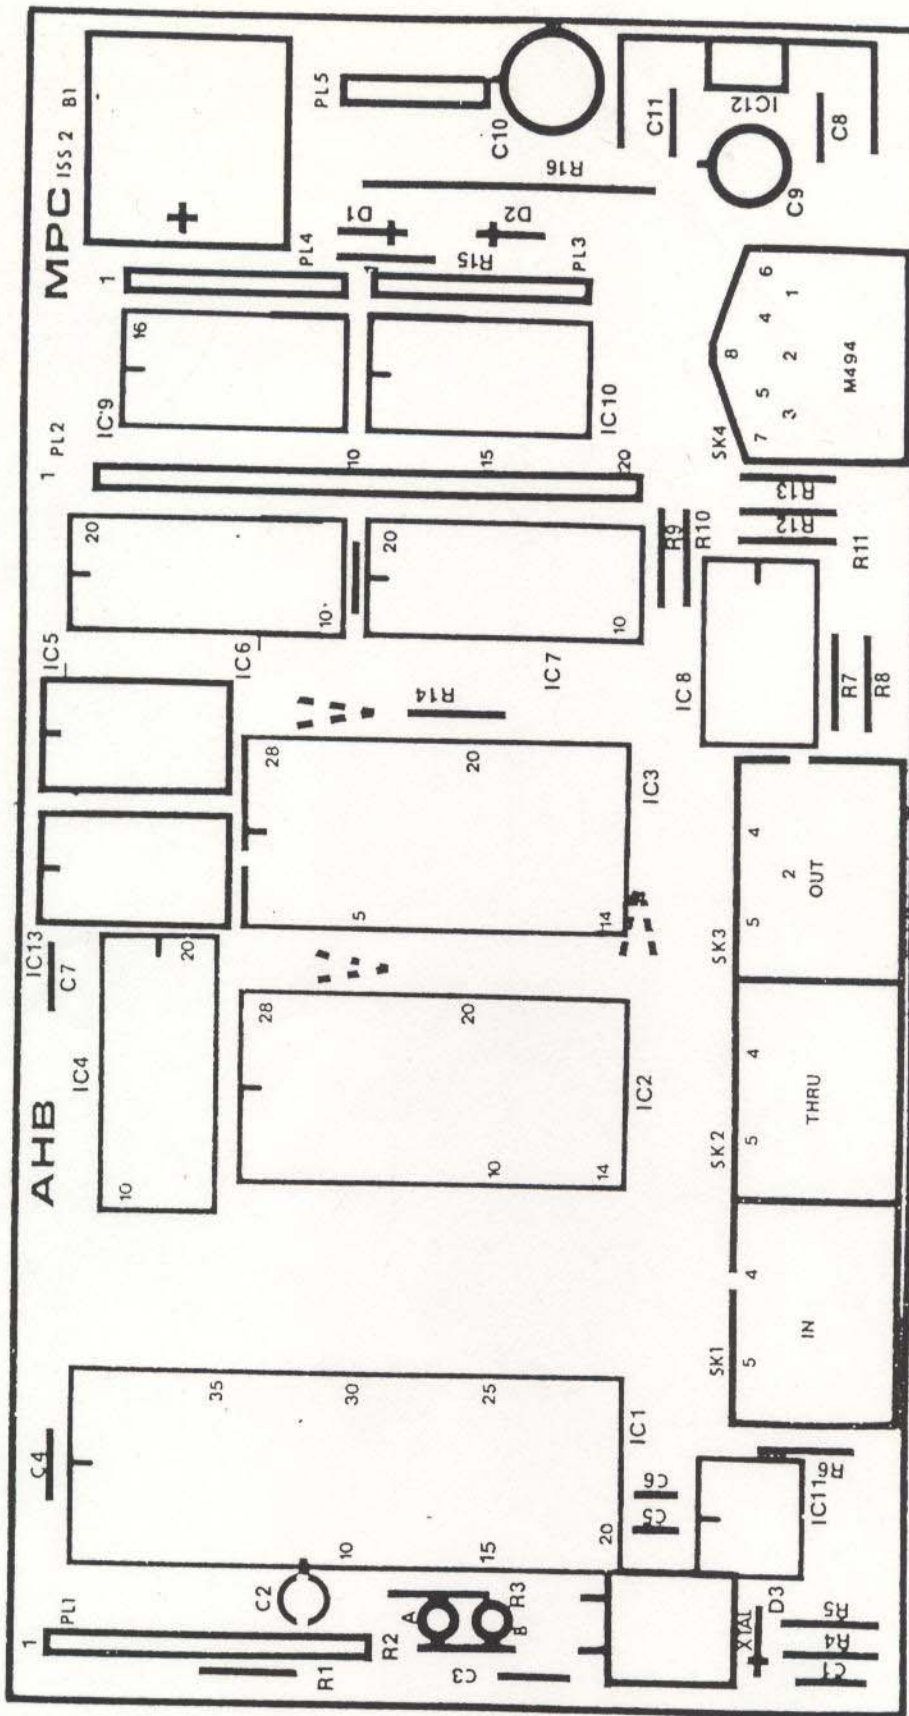 AHB
MPC
ISS 2
B1
C4
IC13
C7
IC5
1
PL2
1
PL1
IC4
10
20
IC6
20
10
IC9
16
1
PL4
PL5
C10
R16
D1
D2
R15
PL3
IC10
10
15
20
20
10
IC7
R9
R10
R14
28
20
5
14
IC3
28
20
10
14
IC2
35
30
25
10
15
20
IC1
C2
R1
R2
A
B
R3
C3
XTAL
D3
C5
C6
IC11
R6
R5
R4
C1
SK1
5
4
IN
SK2
5
4
THRU
SK3
5
4
2
OUT
IC8
R7
R8
R11
R12
R13
SK4
7
5
8
4
6
3
2
1
M494
C9
C8
IC12
C11